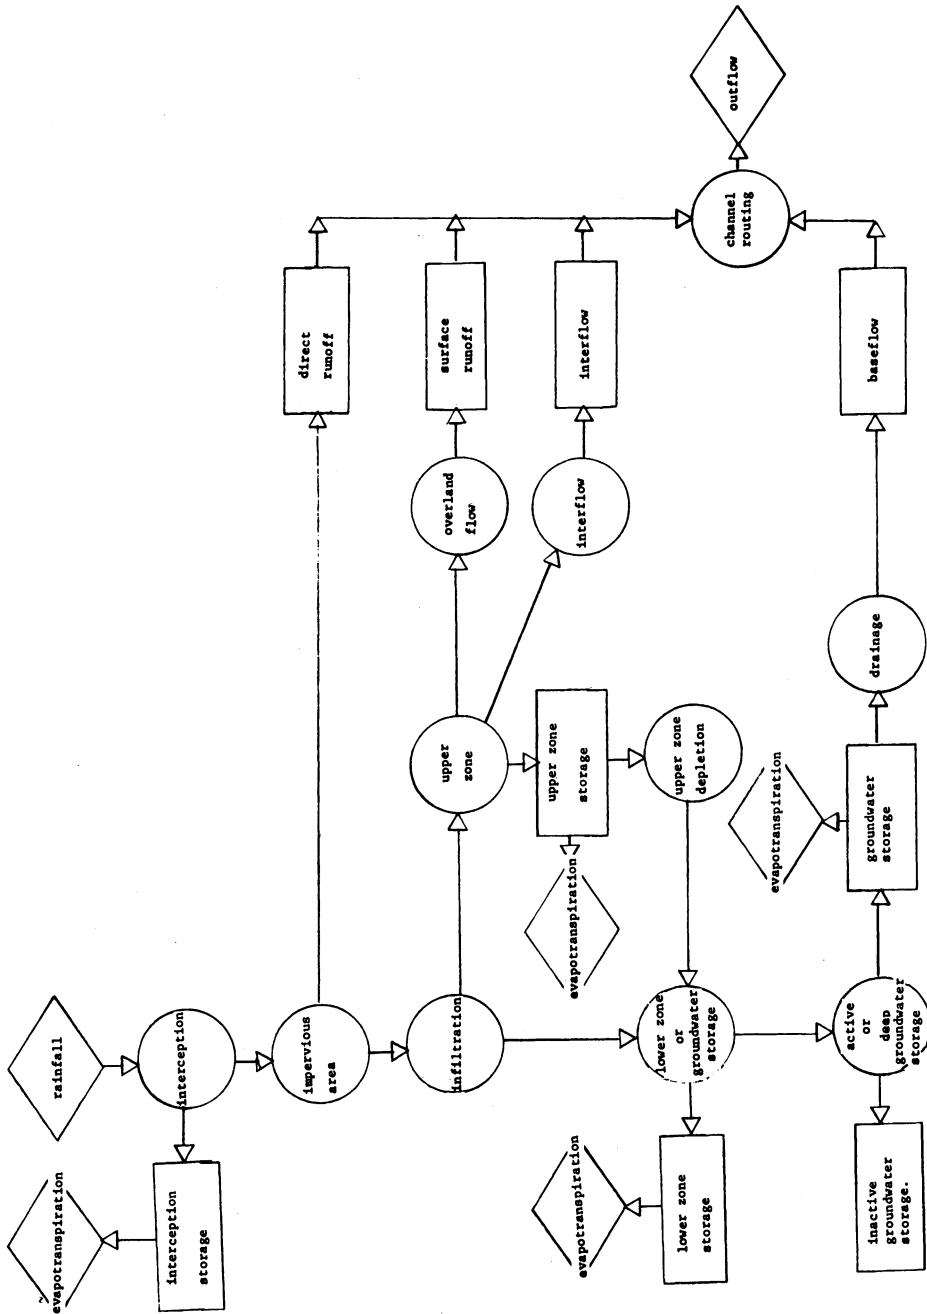 rainfall
evapotranspiration
interception
interception
storage
impervious
area
direct
runoff
infiltration
upper
zone
overland
flow
surface
runoff
interflow
interflow
upper zone
storage
evapotranspiration
upper zone
depletion
evapotranspiration
lower zone
storage
lower zone
or
groundwater
storage
channel
routing
outflow
evapotranspiration
inactive
groundwater
storage.
active
or
deep
groundwater
storage
groundwater
storage
drainage
baseflow